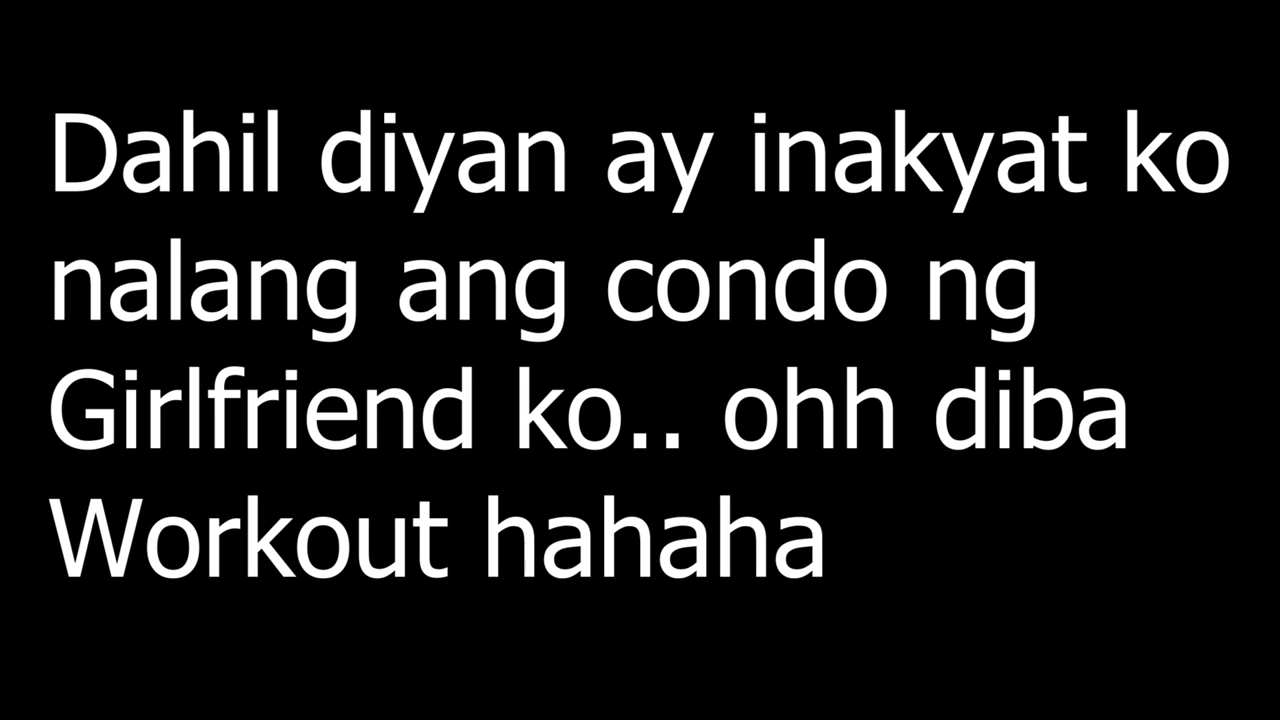 Dahil diyan ay inakyat ko
nalang ang condo ng
Girlfriend ko.. ohh diba
Workout hahaha